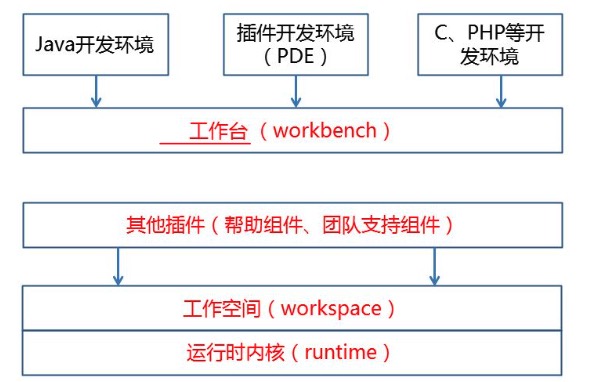 Java开发环境
插件开发环境
（PDE）
C、PHP等开
发环境
工作台（workbench）
其他插件（帮助组件、团队支持组件）
工作空间（workspace）
运行时内核（runtime）